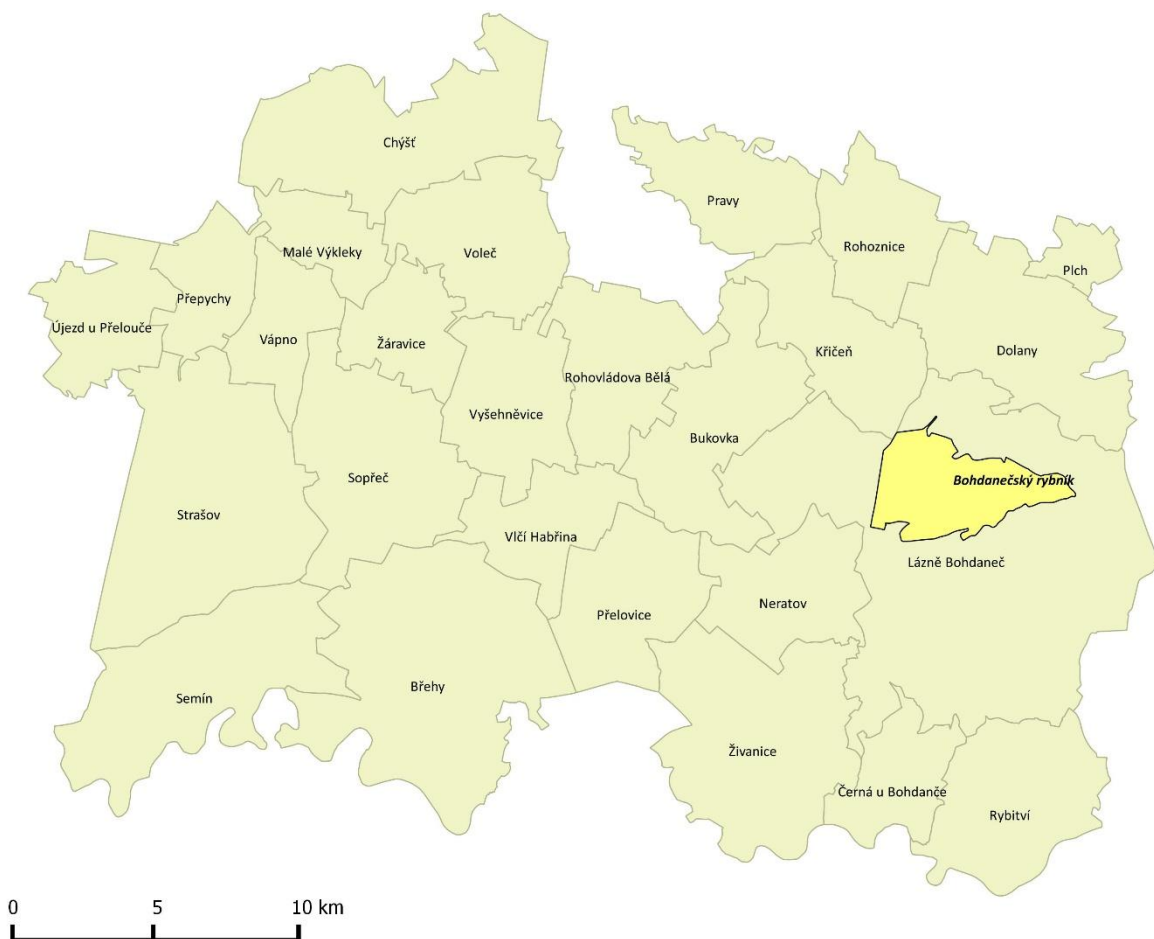 Chýšť
Pravy
Rohoznice
Malé Výkleky
Voleč
Plch
Přepychy
Újezd u Přelouče
Vápno
Žáravice
Křičeň
Dolany
Rohovládova Bělá
Vyšehněvice
Bukovka
Sopřeč
Bohdanečský rybník
Strašov
Vlčí Habřina
Lázně Bohdaneč
Neratov
Přelovice
Břehy
Semín
Živanice
Černá u Bohdanče
Rybitví
0 5 10 km